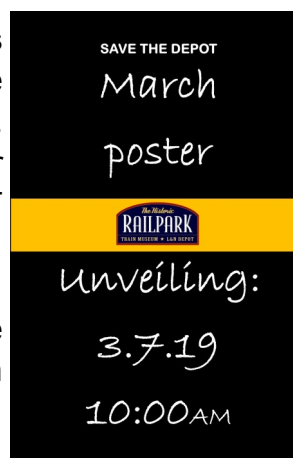 SAVE THE DEPOT
March
poster
The Historic
RAILPARK
TRAIN MUSEUM ★ L&N DEPOT
Unveiling:
3.7.19
10:00AM